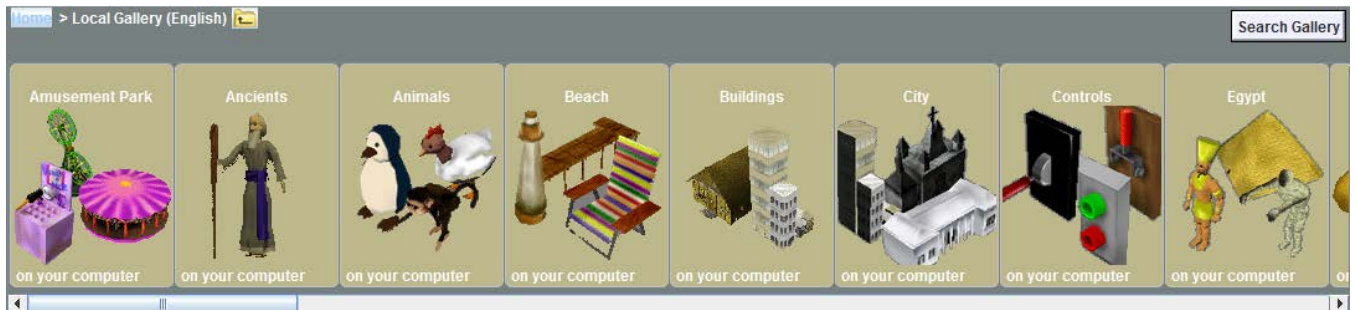 Home > Local Gallery (English)
Search Gallery
Amusement Park
Ancients
Animals
Beach
Buildings
City
Controls
Egypt
on your computer
on your computer
on your computer
on your computer
on your computer
on your computer
on your computer
on your computer